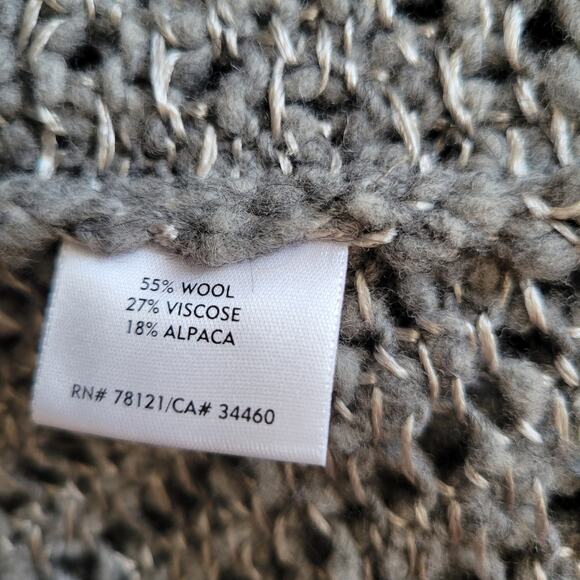 55% WOOL
27% VISCOSE
18% ALPACA
RN# 78121/CA# 34460